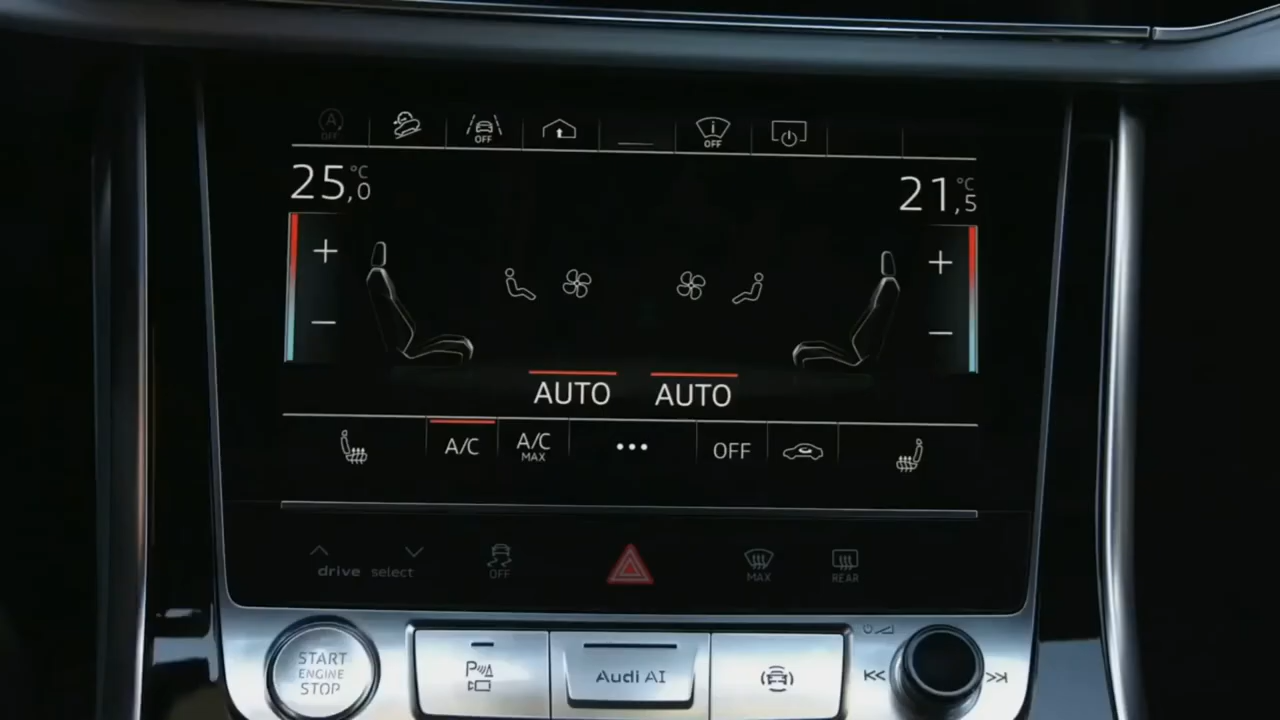 A OFF
OFF
OFF
25,0 °C
21,5 °C
AUTO AUTO
A/C
A/C MAX
OFF
drive select
OFF
MAX
REAR
START
ENGINE
STOP
P
Audi AI